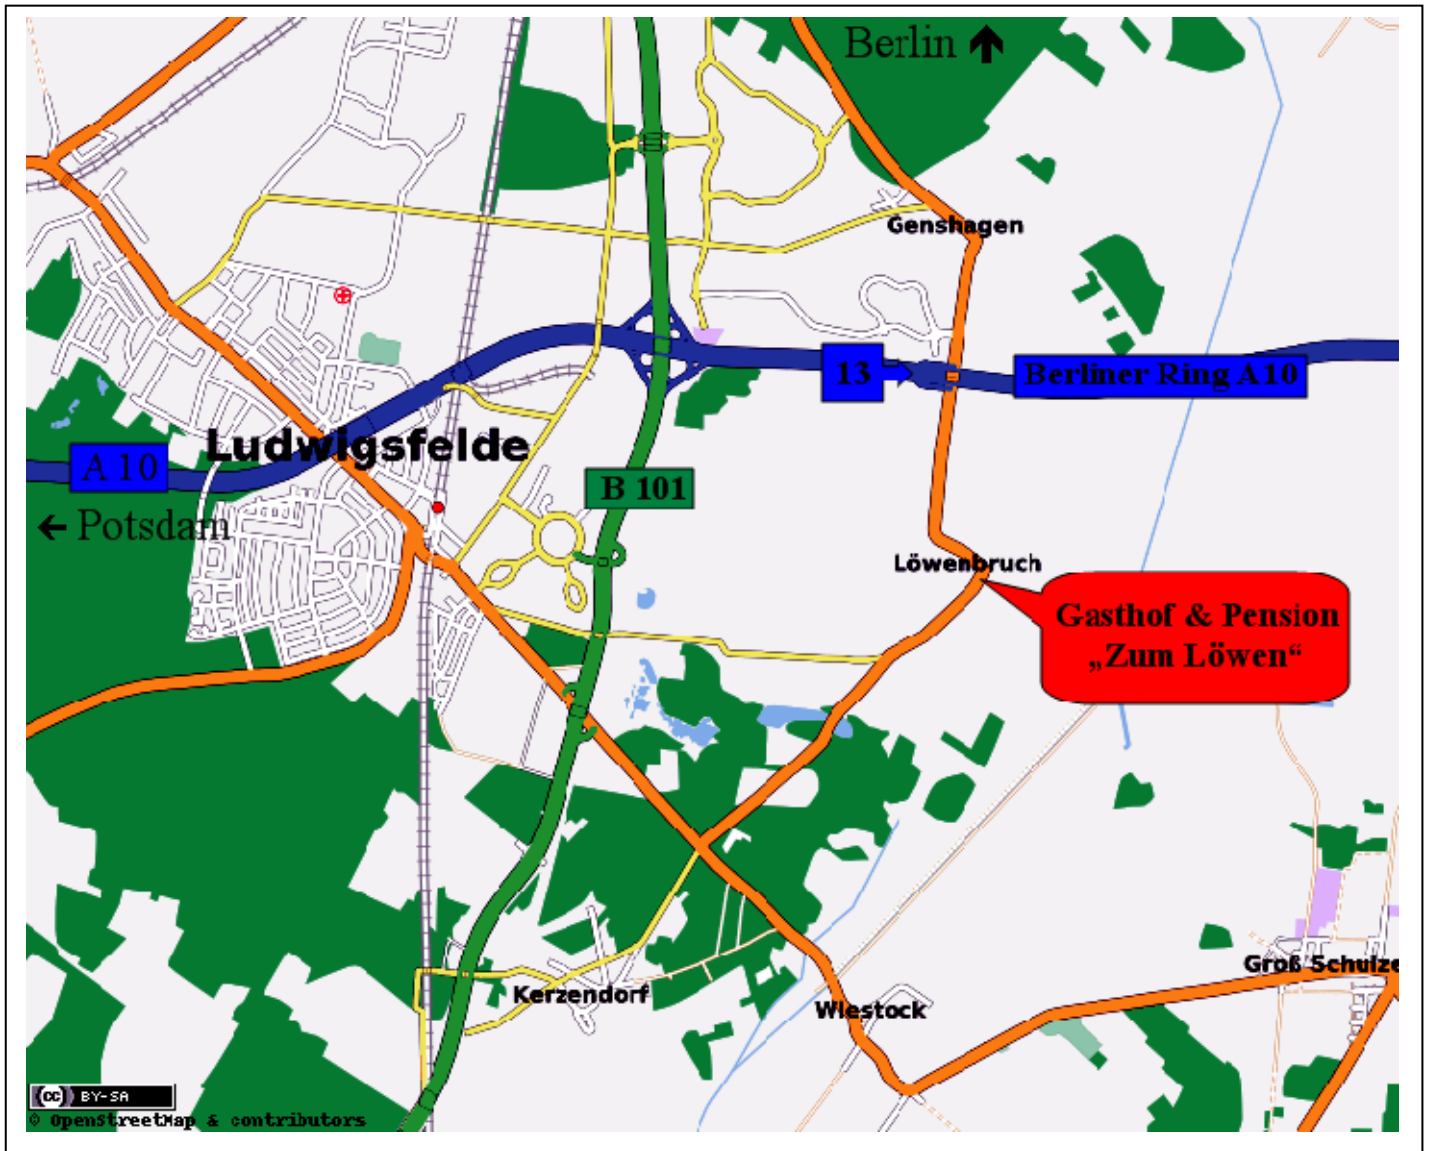 Berlin
Genshagen
13
Berliner Ring A10
Ludwigsfelde
A 10
B 101
Potsdam
Löwenbruch
Gasthof & Pension
„Zum Löwen“
Groß Schulze
Kerzendorf
Wiestock
cc BY-SA
© OpenStreetMap & contributors